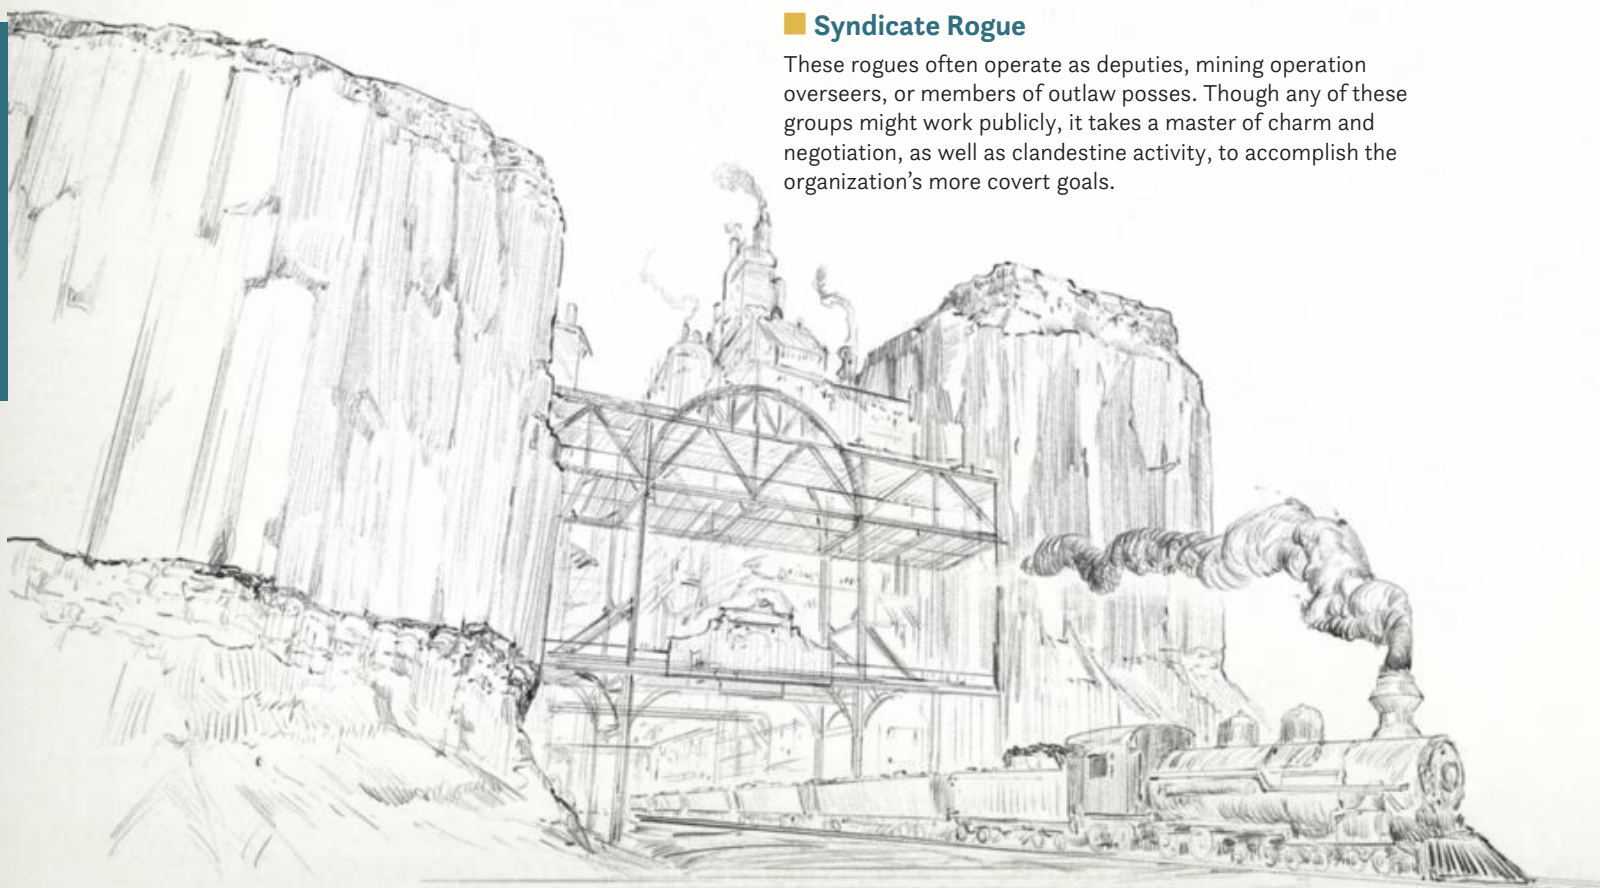 Syndicate Rogue
These rogues often operate as deputies, mining operation
overseers, or members of outlaw posses. Though any of these
groups might work publicly, it takes a master of charm and
negotiation, as well as clandestine activity, to accomplish the
organization’s more covert goals.